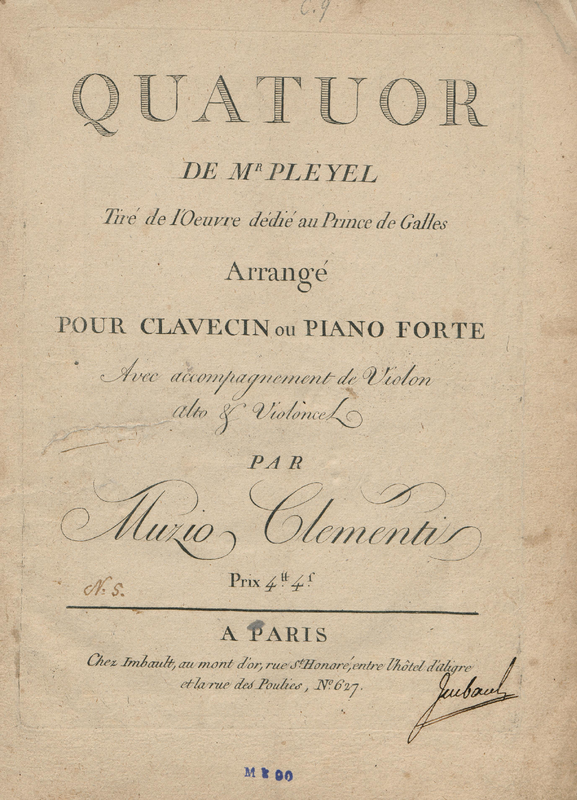 C.9
QUATUOR
DE Mᴿ PLEYEL
Tiré de l'Oeuvre dédié au Prince de Galles
Arrangé
POUR CLAVECIN ou PIANO FORTE
Avec accompagnement de Violon
alto & Violoncel
PAR
Muzio Clementi
Prix 4.ᵗᵗ 4.ˢ
N. 5.
A PARIS
Chez Imbault, au mont d'or, rue Sᵗ Honoré, entre l'hôtel d'aligre
et la rue des Poulies, Nº 627.
Imbault